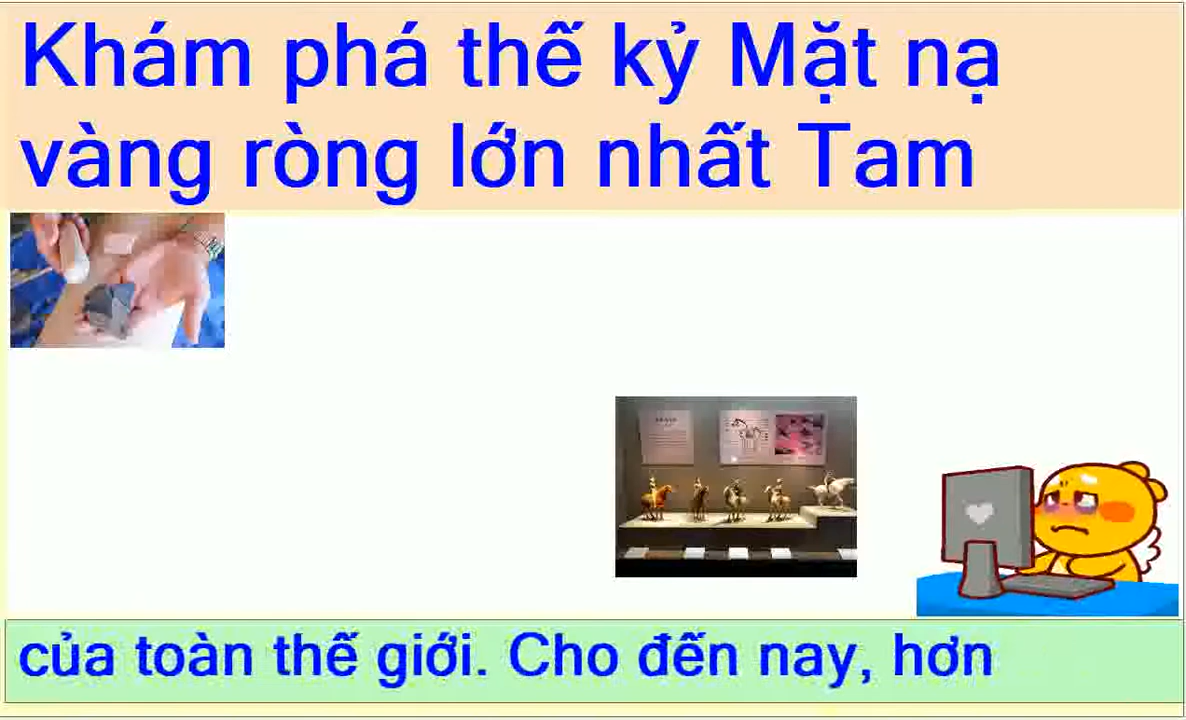 Khám phá thế kỷ Mặt nạ
vàng ròng lớn nhất Tam
của toàn thế giới. Cho đến nay, hơn